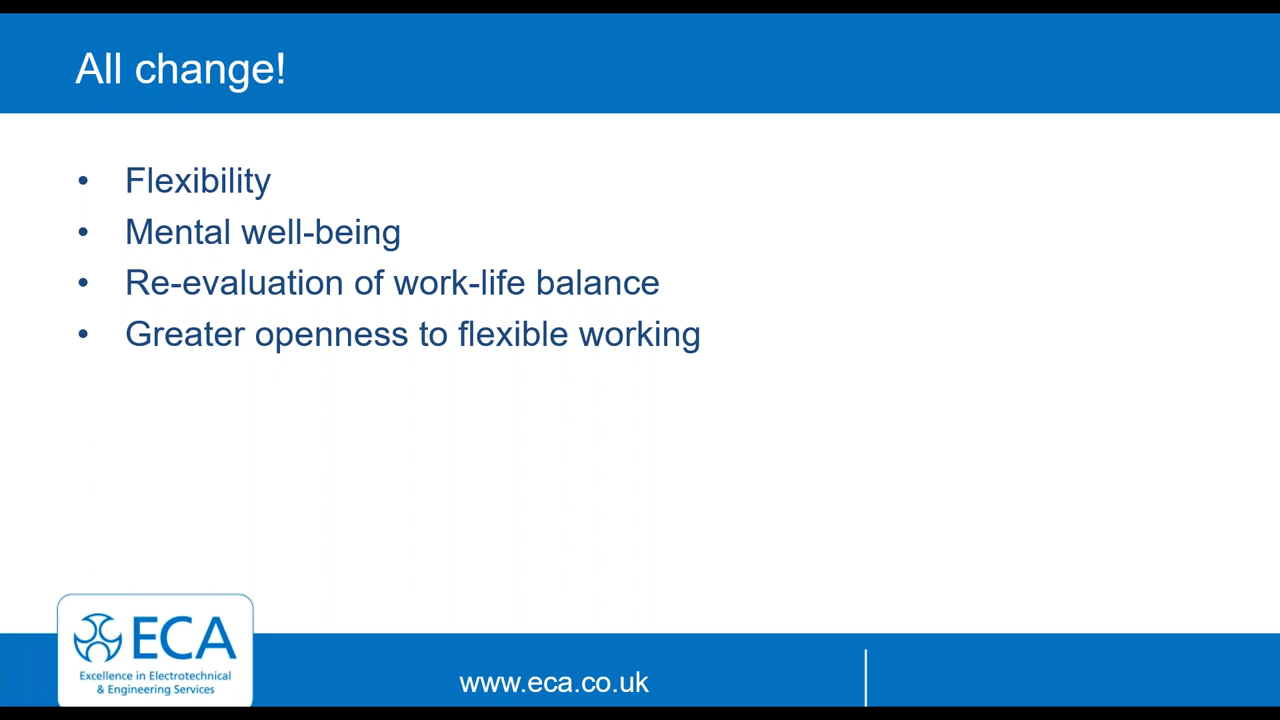 All change!
• Flexibility
• Mental well-being
• Re-evaluation of work-life balance
• Greater openness to flexible working
ECA
Excellence in Electrotechnical
& Engineering Services
www.eca.co.uk